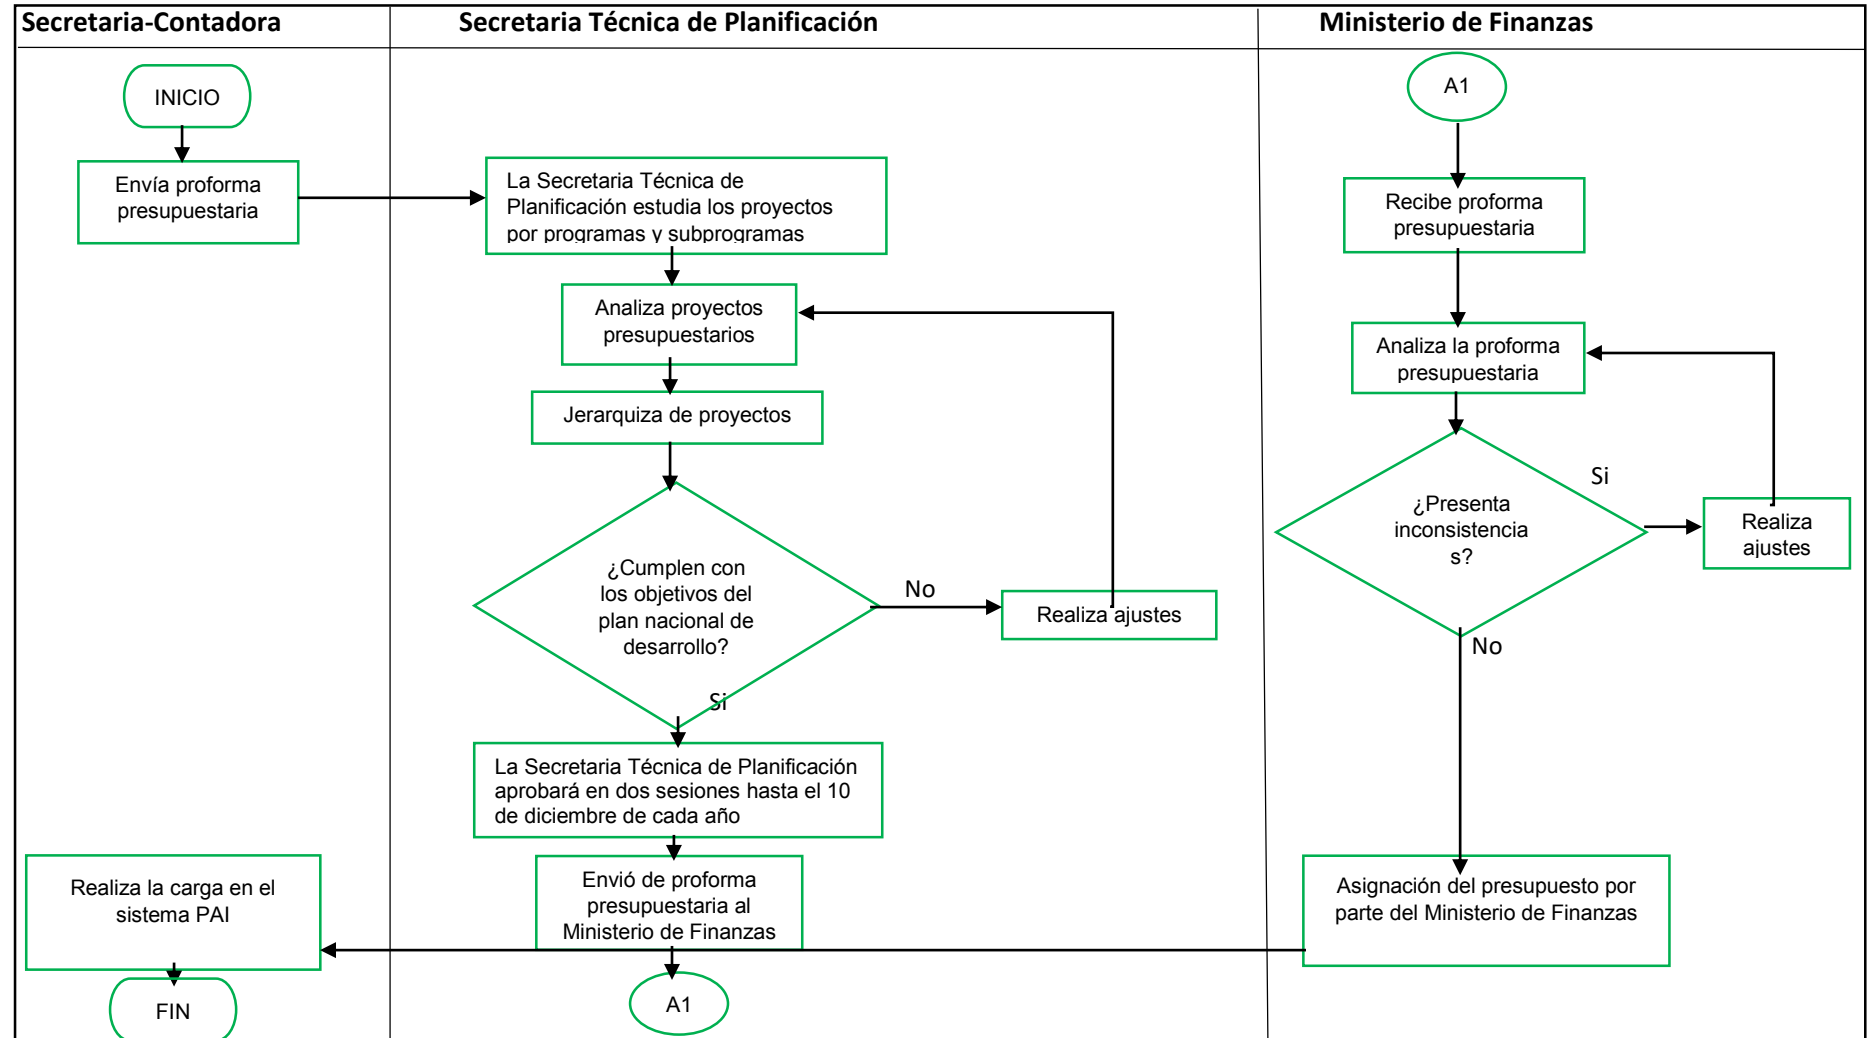 Secretaria-Contadora
Secretaria Técnica de Planificación
Ministerio de Finanzas
INICIO
Envía proforma
presupuestaria
La Secretaria Técnica de
Planificación estudia los proyectos
por programas y subprogramas
Analiza proyectos
presupuestarios
Jerarquiza de proyectos
¿Cumplen con
los objetivos del
plan nacional de
desarrollo?
No
Realiza ajustes
Si
La Secretaria Técnica de Planificación
aprobará en dos sesiones hasta el 10
de diciembre de cada año
Envió de proforma
presupuestaria al
Ministerio de Finanzas
A1
A1
Recibe proforma
presupuestaria
Analiza la proforma
presupuestaria
¿Presenta
inconsistencia
s?
Si
Realiza
ajustes
No
Asignación del presupuesto por
parte del Ministerio de Finanzas
Realiza la carga en el
sistema PAI
FIN